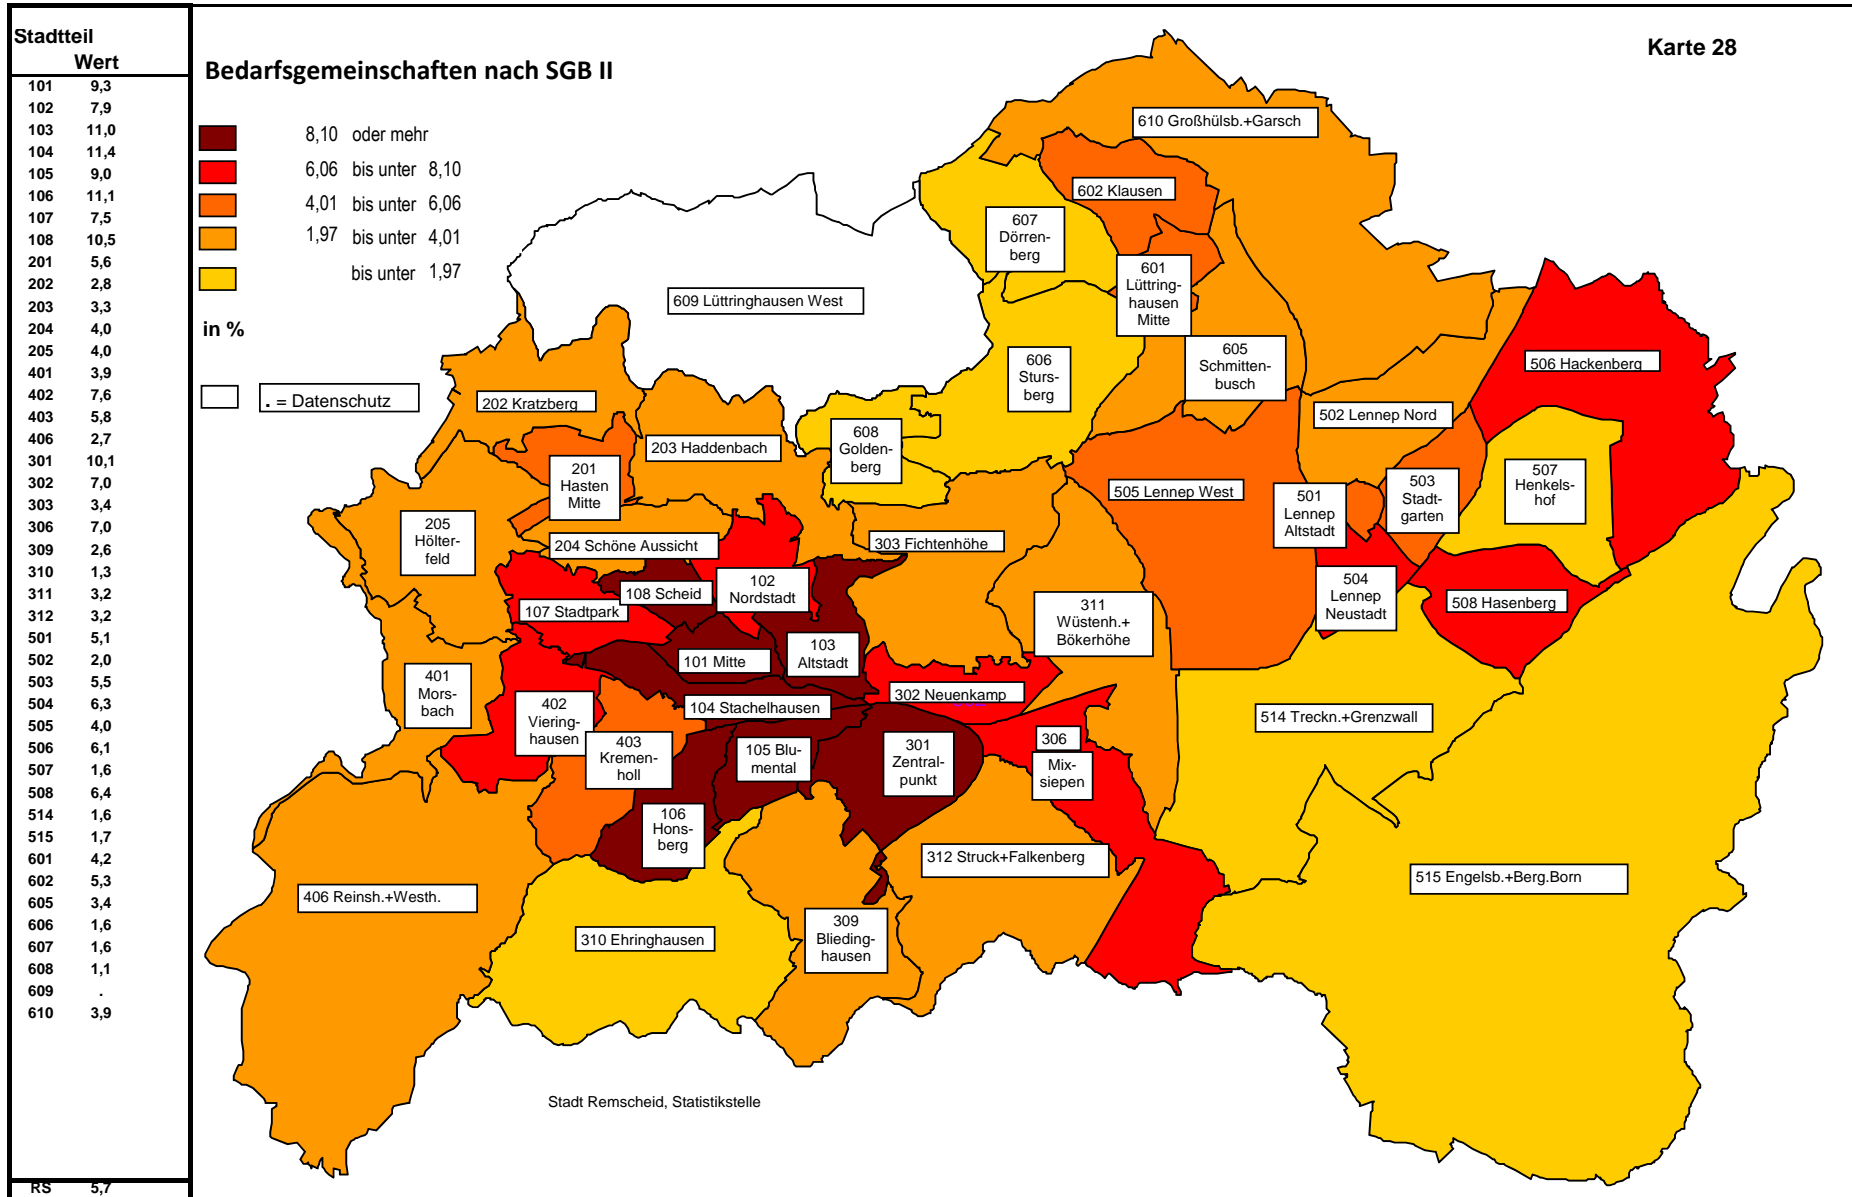 Stadtteil
Wert
101 9,3
102 7,9
103 11,0
104 11,4
105 9,0
106 11,1
107 7,5
108 10,5
201 5,6
202 2,8
203 3,3
204 4,0
205 4,0
401 3,9
402 7,6
403 5,8
406 2,7
301 10,1
302 7,0
303 3,4
306 7,0
309 2,6
310 1,3
311 3,2
312 3,2
501 5,1
502 2,0
503 5,5
504 6,3
505 4,0
506 6,1
507 1,6
508 6,4
514 1,6
515 1,7
601 4,2
602 5,3
605 3,4
606 1,6
607 1,6
608 1,1
609 .
610 3,9
RS 5,7
Bedarfsgemeinschaften nach SGB II
Karte 28
8,10 oder mehr
6,06 bis unter 8,10
4,01 bis unter 6,06
1,97 bis unter 4,01
bis unter 1,97
in %
. = Datenschutz
610 Großhülsb.+Garsch
602 Klausen
607
Dörren-
berg
601
Lüttring-
hausen
Mitte
609 Lüttringhausen West
605
Schmitten-
busch
606
Sturs-
berg
506 Hackenberg
502 Lennep Nord
202 Kratzberg
203 Haddenbach
608
Golden-
berg
201
Hasten
Mitte
505 Lennep West
501
Lennep
Altstadt
503
Stadt-
garten
507
Henkels-
hof
205
Hölter-
feld
204 Schöne Aussicht
303 Fichtenhöhe
102
Nordstadt
108 Scheid
107 Stadtpark
504
Lennep
Neustadt
508 Hasenberg
311
Wüstenh.+
Bökerhöhe
103
Altstadt
101 Mitte
401
Mors-
bach
302 Neuenkamp
104 Stachelhausen
402
Viering-
hausen
514 Treckn.+Grenzwall
403
Kremen-
holl
105 Blu-
mental
301
Zentral-
punkt
306
Mix-
siepen
106
Hons-
berg
312 Struck+Falkenberg
515 Engelsb.+Berg.Born
406 Reinsh.+Westh.
310 Ehringhausen
309
Blieding-
hausen
Stadt Remscheid, Statistikstelle